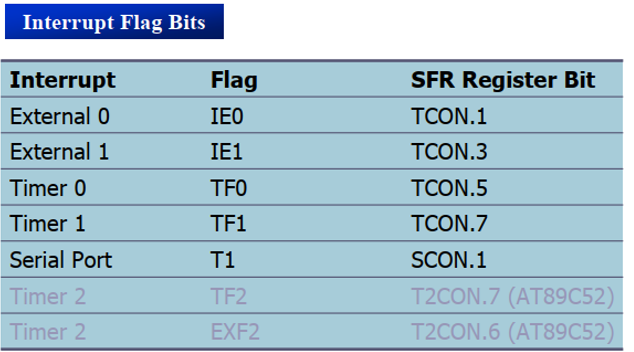 Interrupt Flag Bits
Interrupt Flag SFR Register Bit
External 0 IE0 TCON.1
External 1 IE1 TCON.3
Timer 0 TF0 TCON.5
Timer 1 TF1 TCON.7
Serial Port T1 SCON.1
Timer 2 TF2 T2CON.7 (AT89C52)
Timer 2 EXF2 T2CON.6 (AT89C52)